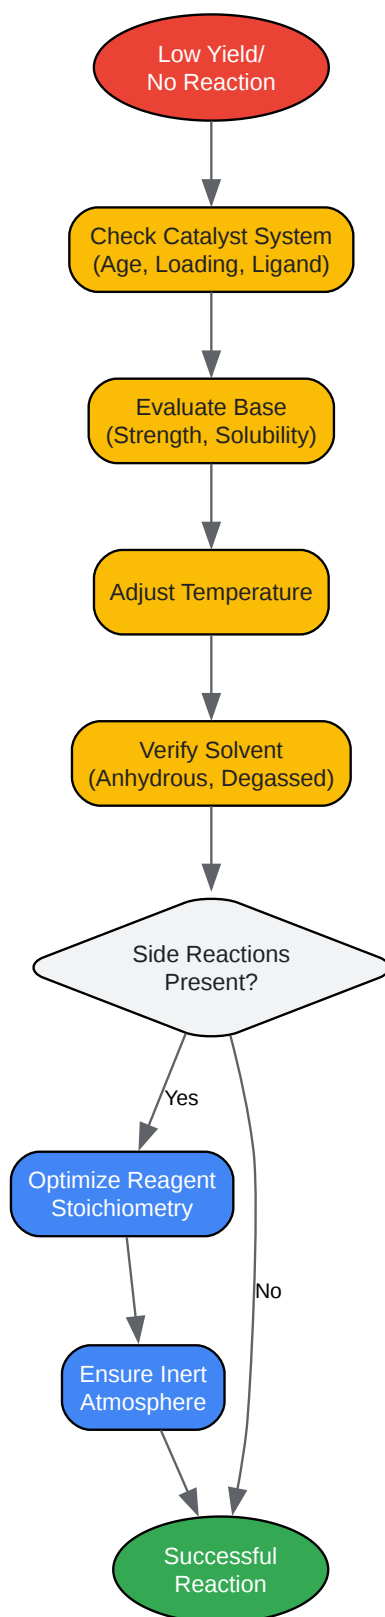 Low Yield/
No Reaction
Check Catalyst System
(Age, Loading, Ligand)
Evaluate Base
(Strength, Solubility)
Adjust Temperature
Verify Solvent
(Anhydrous, Degassed)
Side Reactions
Present?
Yes
Optimize Reagent
Stoichiometry
No
Ensure Inert
Atmosphere
Successful
Reaction